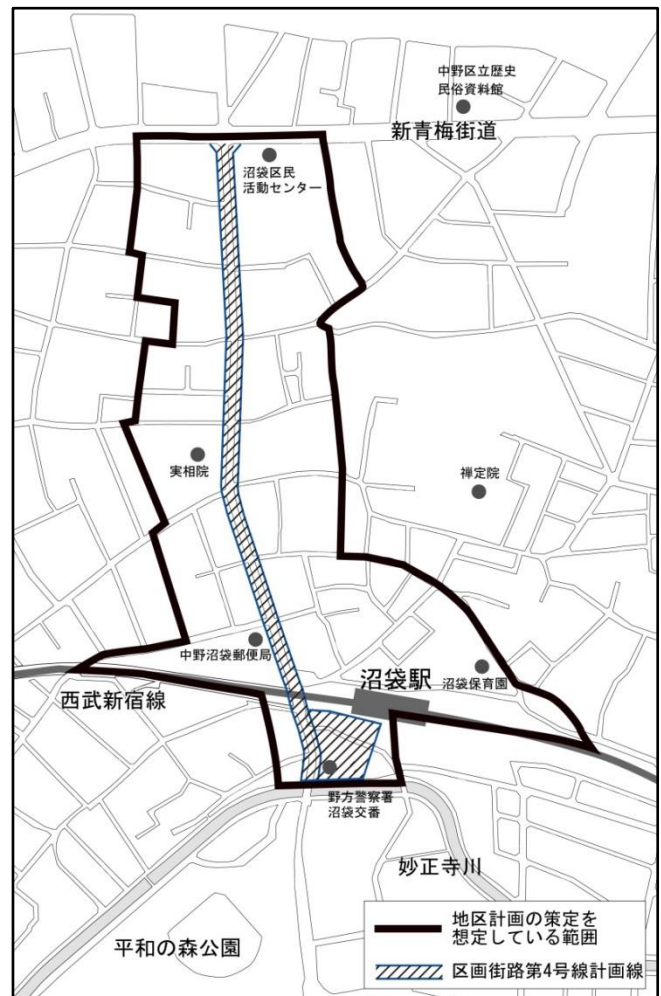 中野区立歴史
民俗資料館
新青梅街道
沼袋区民
活動センター
実相院
禅定院
中野沼袋郵便局
沼袋駅
沼袋保育園
西武新宿線
野方警察署
沼袋交番
妙正寺川
平和の森公園
地区計画の策定を
想定している範囲
区画街路第4号線計画線